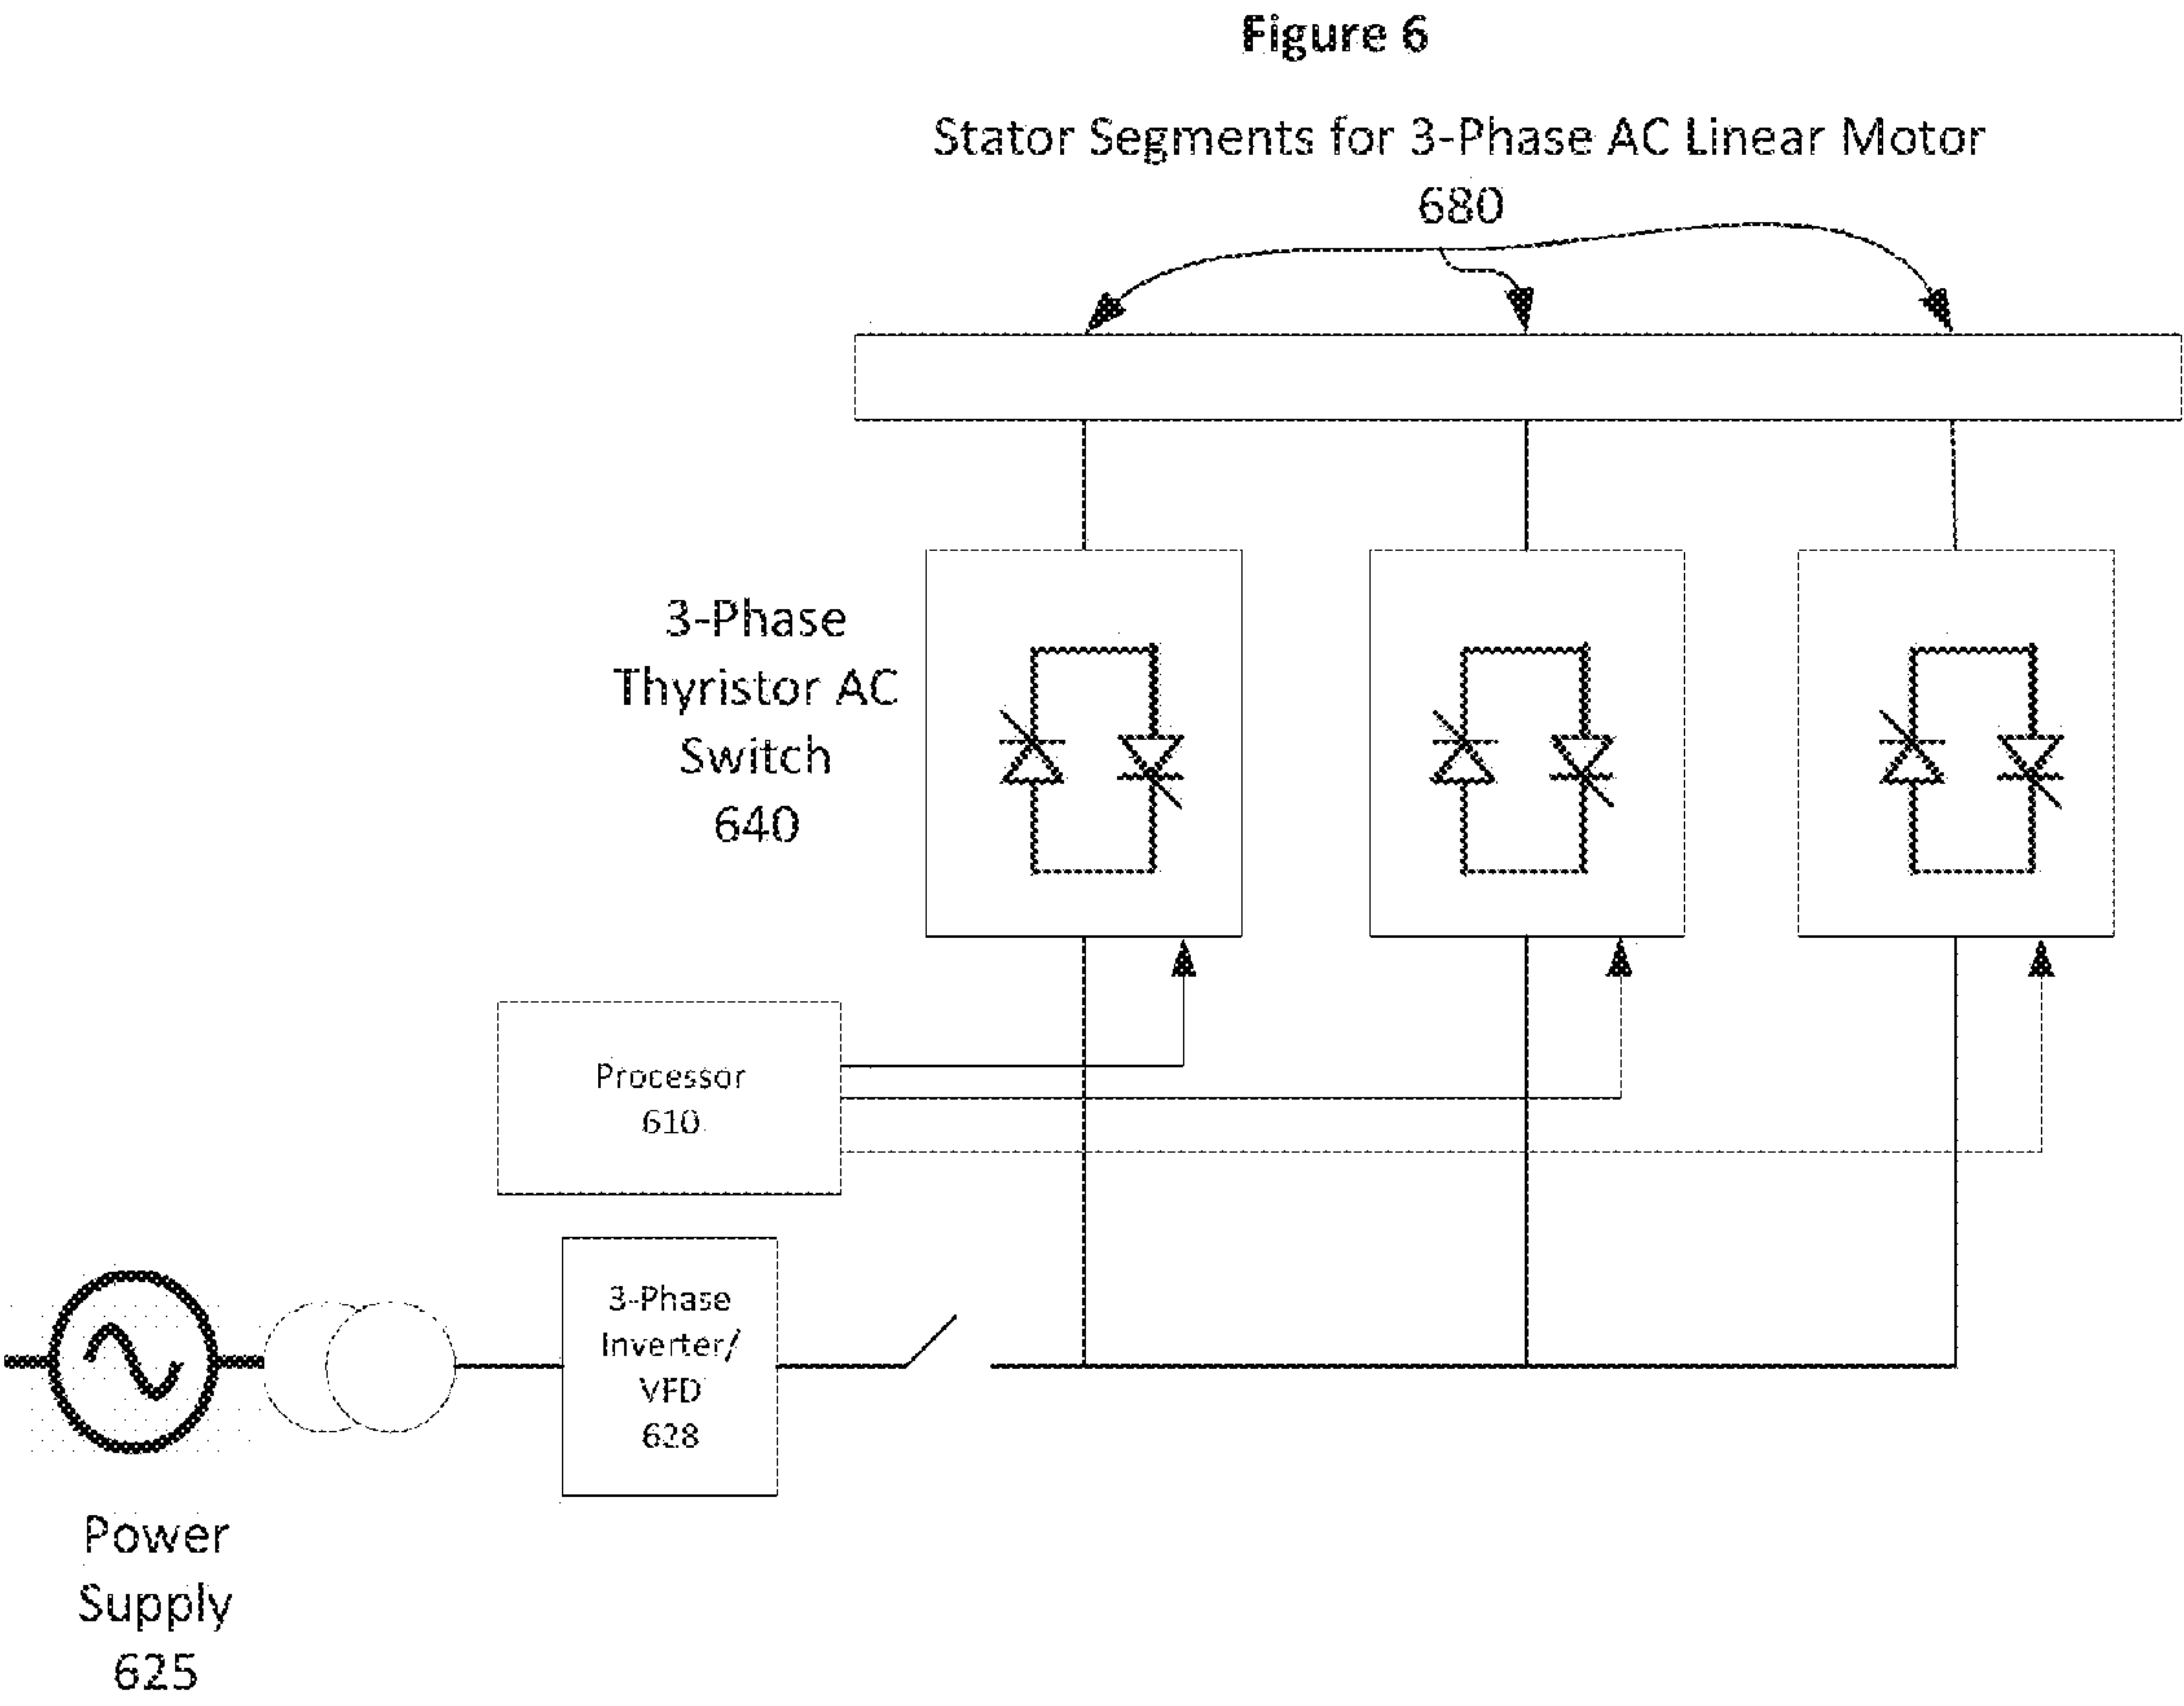 Figure 6
Stator Segments for 3-Phase AC Linear Motor
680
3-Phase
Thyristor AC
Switch
640
Processor
610
3-Phase
Inverter/
VFD
628
Power
Supply
625